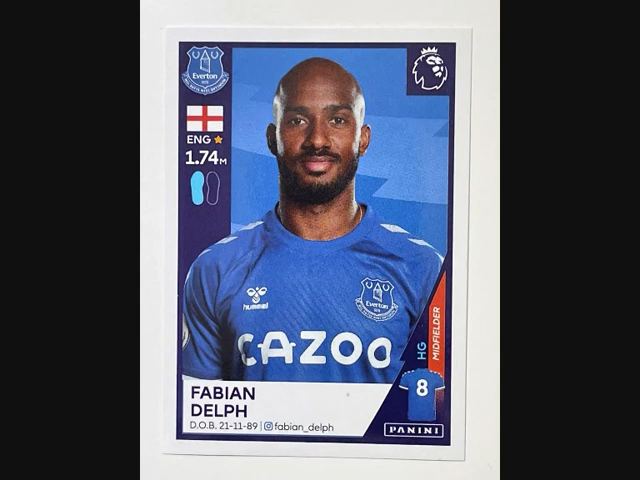 Everton
ENG
1.74M
hummel
Everton
CAZOO
HG
MIDFIELDER
8
FABIAN
DELPH
D.O.B. 21-11-89 | fabian_delph
PANINI